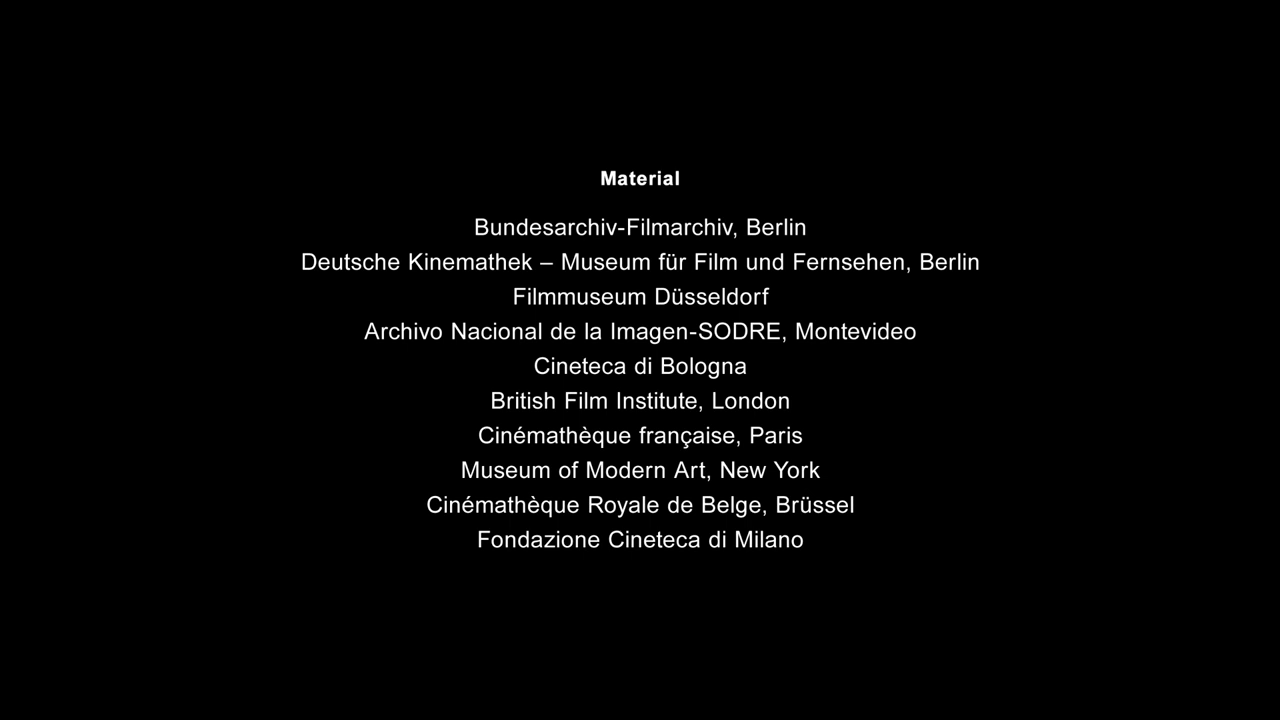 Material
Bundesarchiv-Filmarchiv, Berlin
Deutsche Kinemathek – Museum für Film und Fernsehen, Berlin
Filmmuseum Düsseldorf
Archivo Nacional de la Imagen-SODRE, Montevideo
Cineteca di Bologna
British Film Institute, London
Cinémathèque française, Paris
Museum of Modern Art, New York
Cinémathèque Royale de Belge, Brüssel
Fondazione Cineteca di Milano